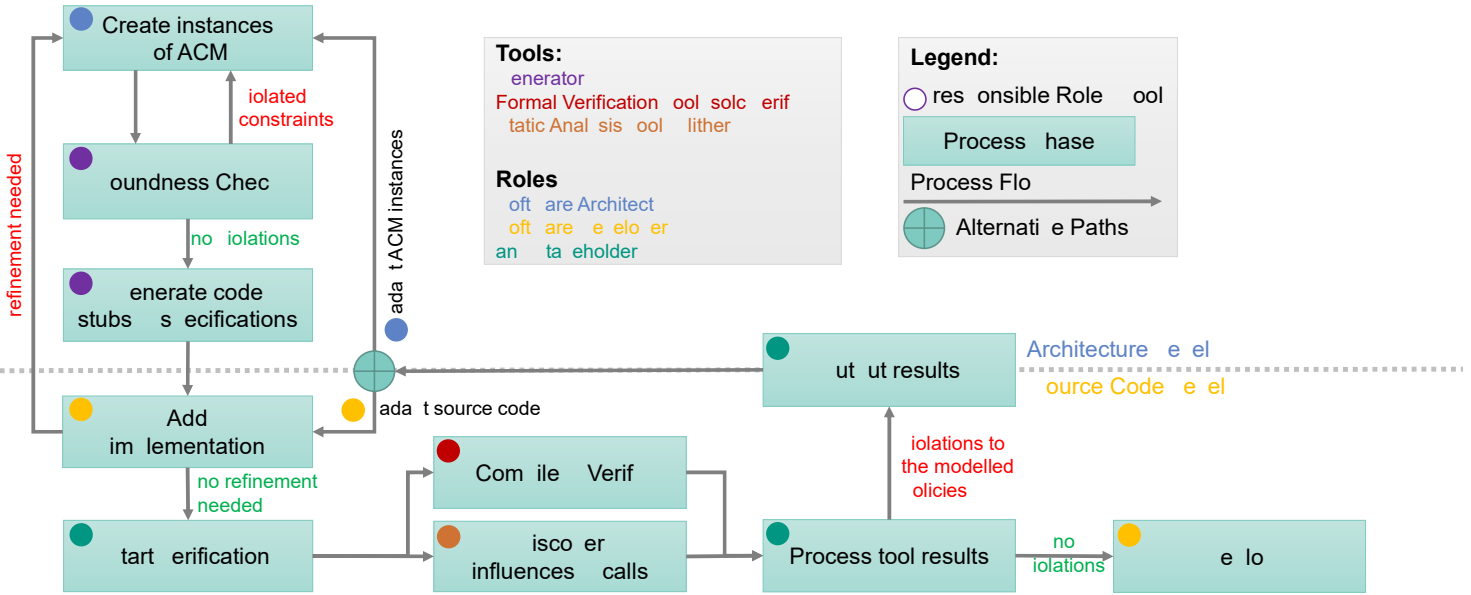 Create instances
of ACM
iolated
constraints
oundness Chec
no iolations
enerate code
stubs s ecifications
Add
im lementation
no refinement
needed
tart erification
refinement needed
ada t ACM instances
ada t source code
Com ile Verif
isco er
influences calls
Process tool results
ut ut results
iolations to
the modelled
olicies
no
iolations
e lo
Architecture e el
ource Code e el
Tools:
enerator
Formal Verification ool solc erif
tatic Anal sis ool lither
Roles
oft are Architect
oft are e elo er
an ta eholder
Legend:
res onsible Role ool
Process hase
Process Flo
Alternati e Paths